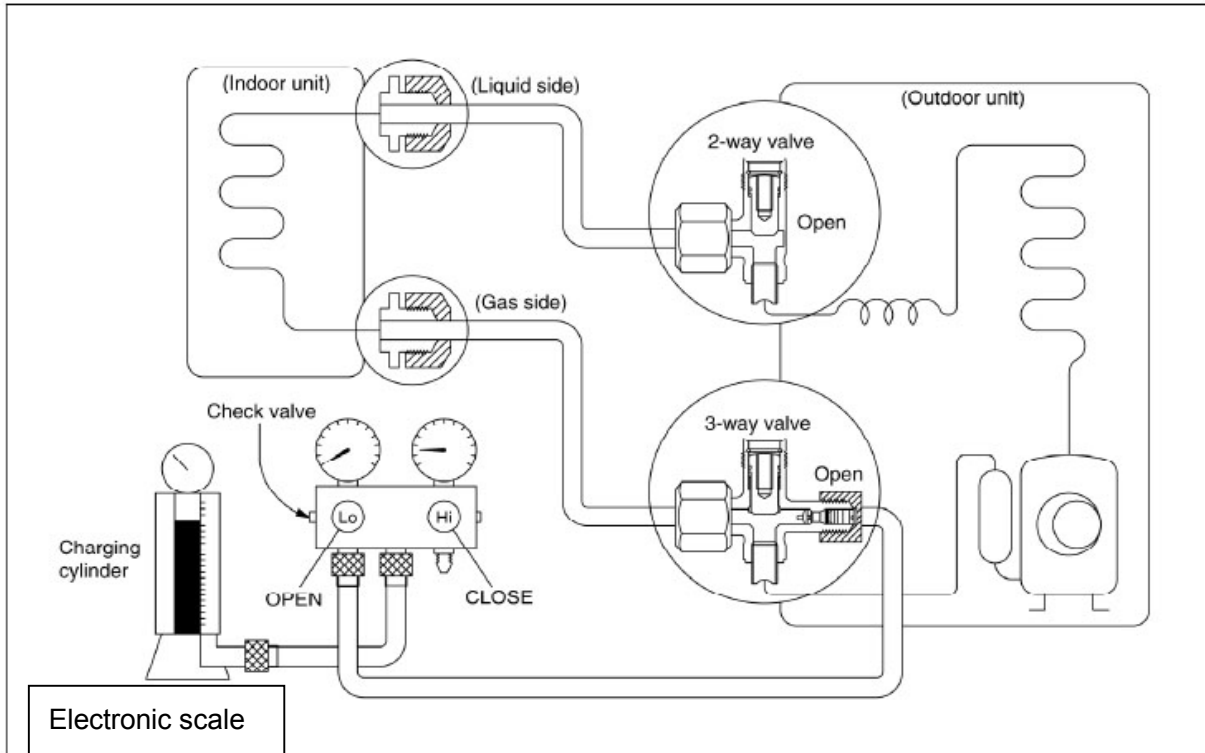 (Indoor unit)
(Liquid side)
(Outdoor unit)
2-way valve
Open
(Gas side)
3-way valve
Open
Check valve
Lo
Hi
Charging
cylinder
OPEN
CLOSE
Electronic scale